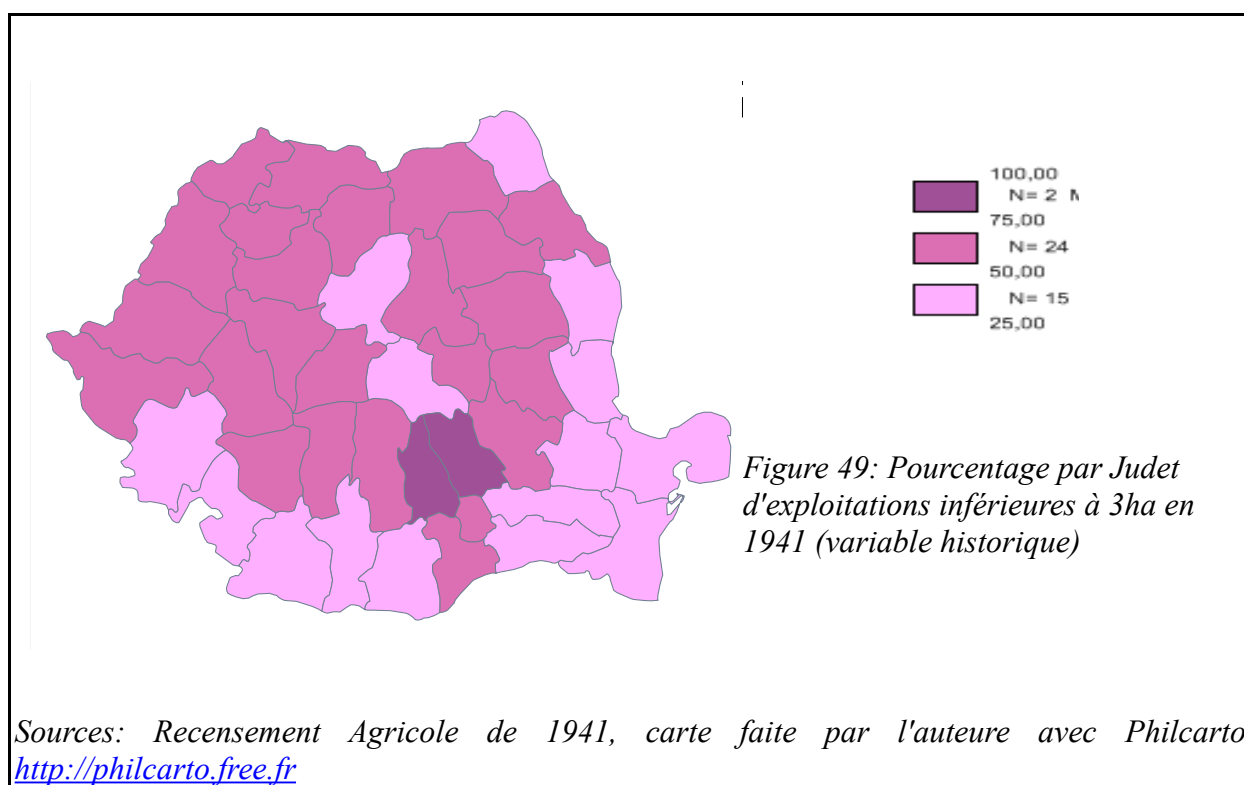 100,00
N= 2
75,00
N= 24
50,00
N= 15
25,00
Figure 49: Pourcentage par Judet
d'exploitations inférieures à 3ha en
1941 (variable historique)
Sources: Recensement Agricole de 1941, carte faite par l'auteure avec Philcarto
http://philcarto.free.fr